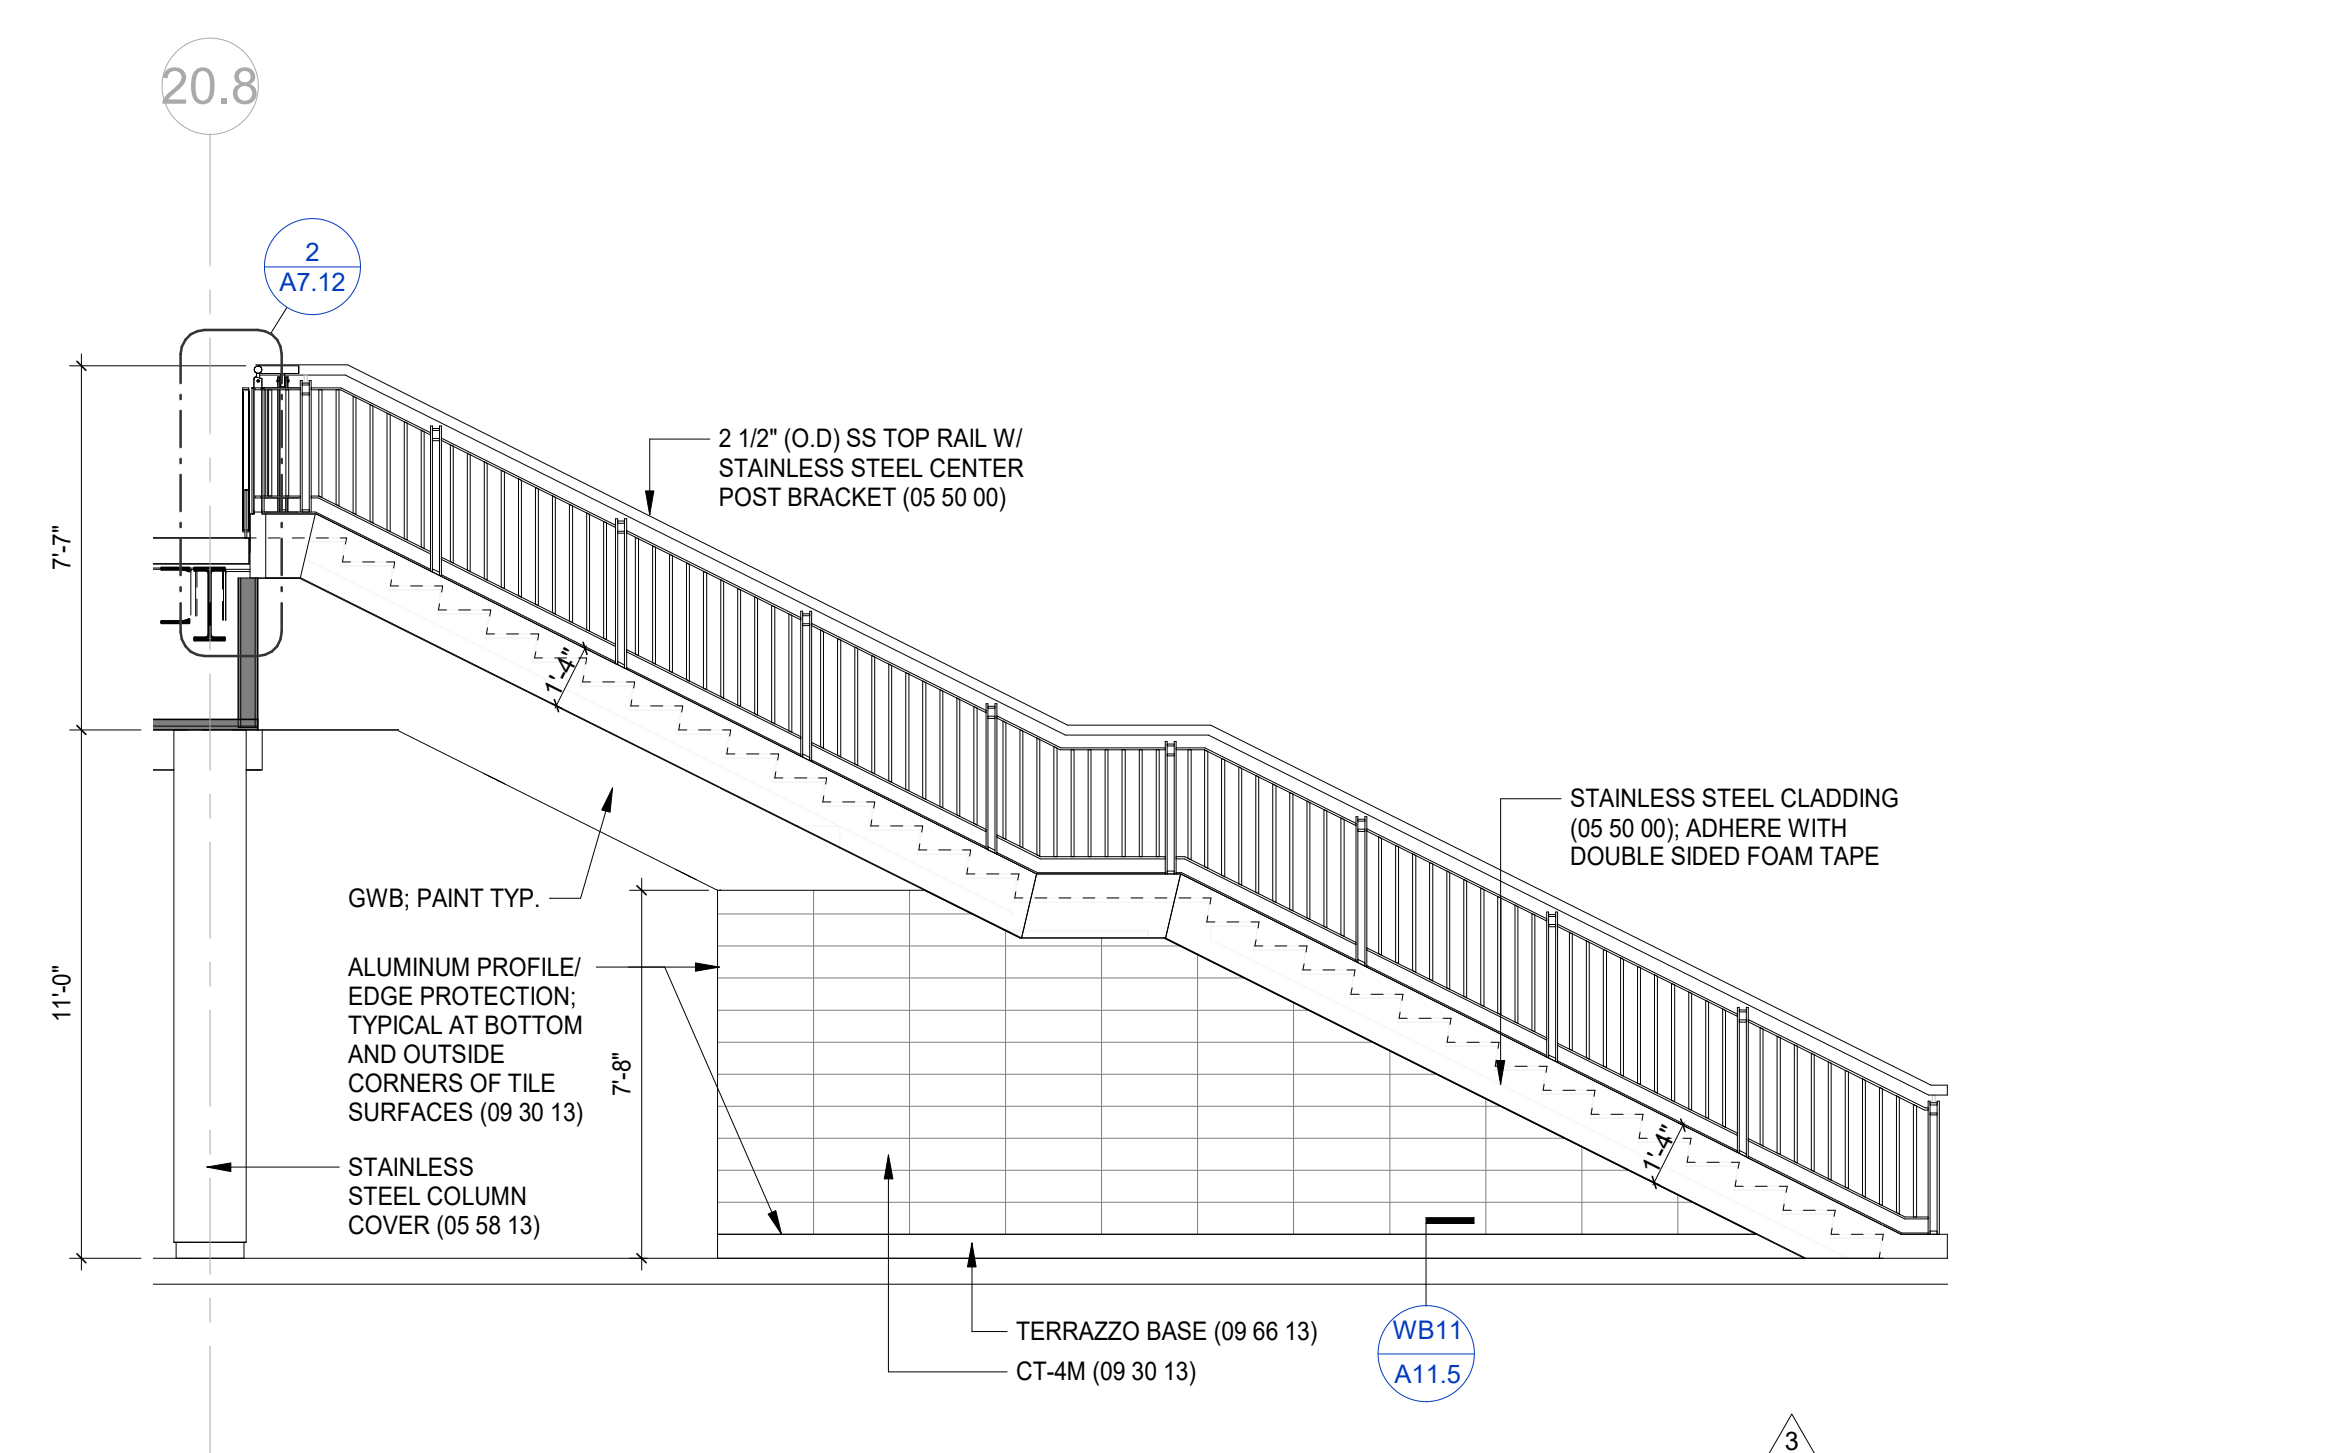 20.8
2
A7.12
2 1/2" (O.D) SS TOP RAIL W/
STAINLESS STEEL CENTER
POST BRACKET (05 50 00)
7'-7"
1'-4"
STAINLESS STEEL CLADDING
(05 50 00); ADHERE WITH
DOUBLE SIDED FOAM TAPE
GWB; PAINT TYP.
ALUMINUM PROFILE/
EDGE PROTECTION;
TYPICAL AT BOTTOM
AND OUTSIDE
CORNERS OF TILE
SURFACES (09 30 13)
11'-0"
7'-8"
1'-4"
STAINLESS
STEEL COLUMN
COVER (05 58 13)
TERRAZZO BASE (09 66 13)
CT-4M (09 30 13)
WB11
A11.5
3